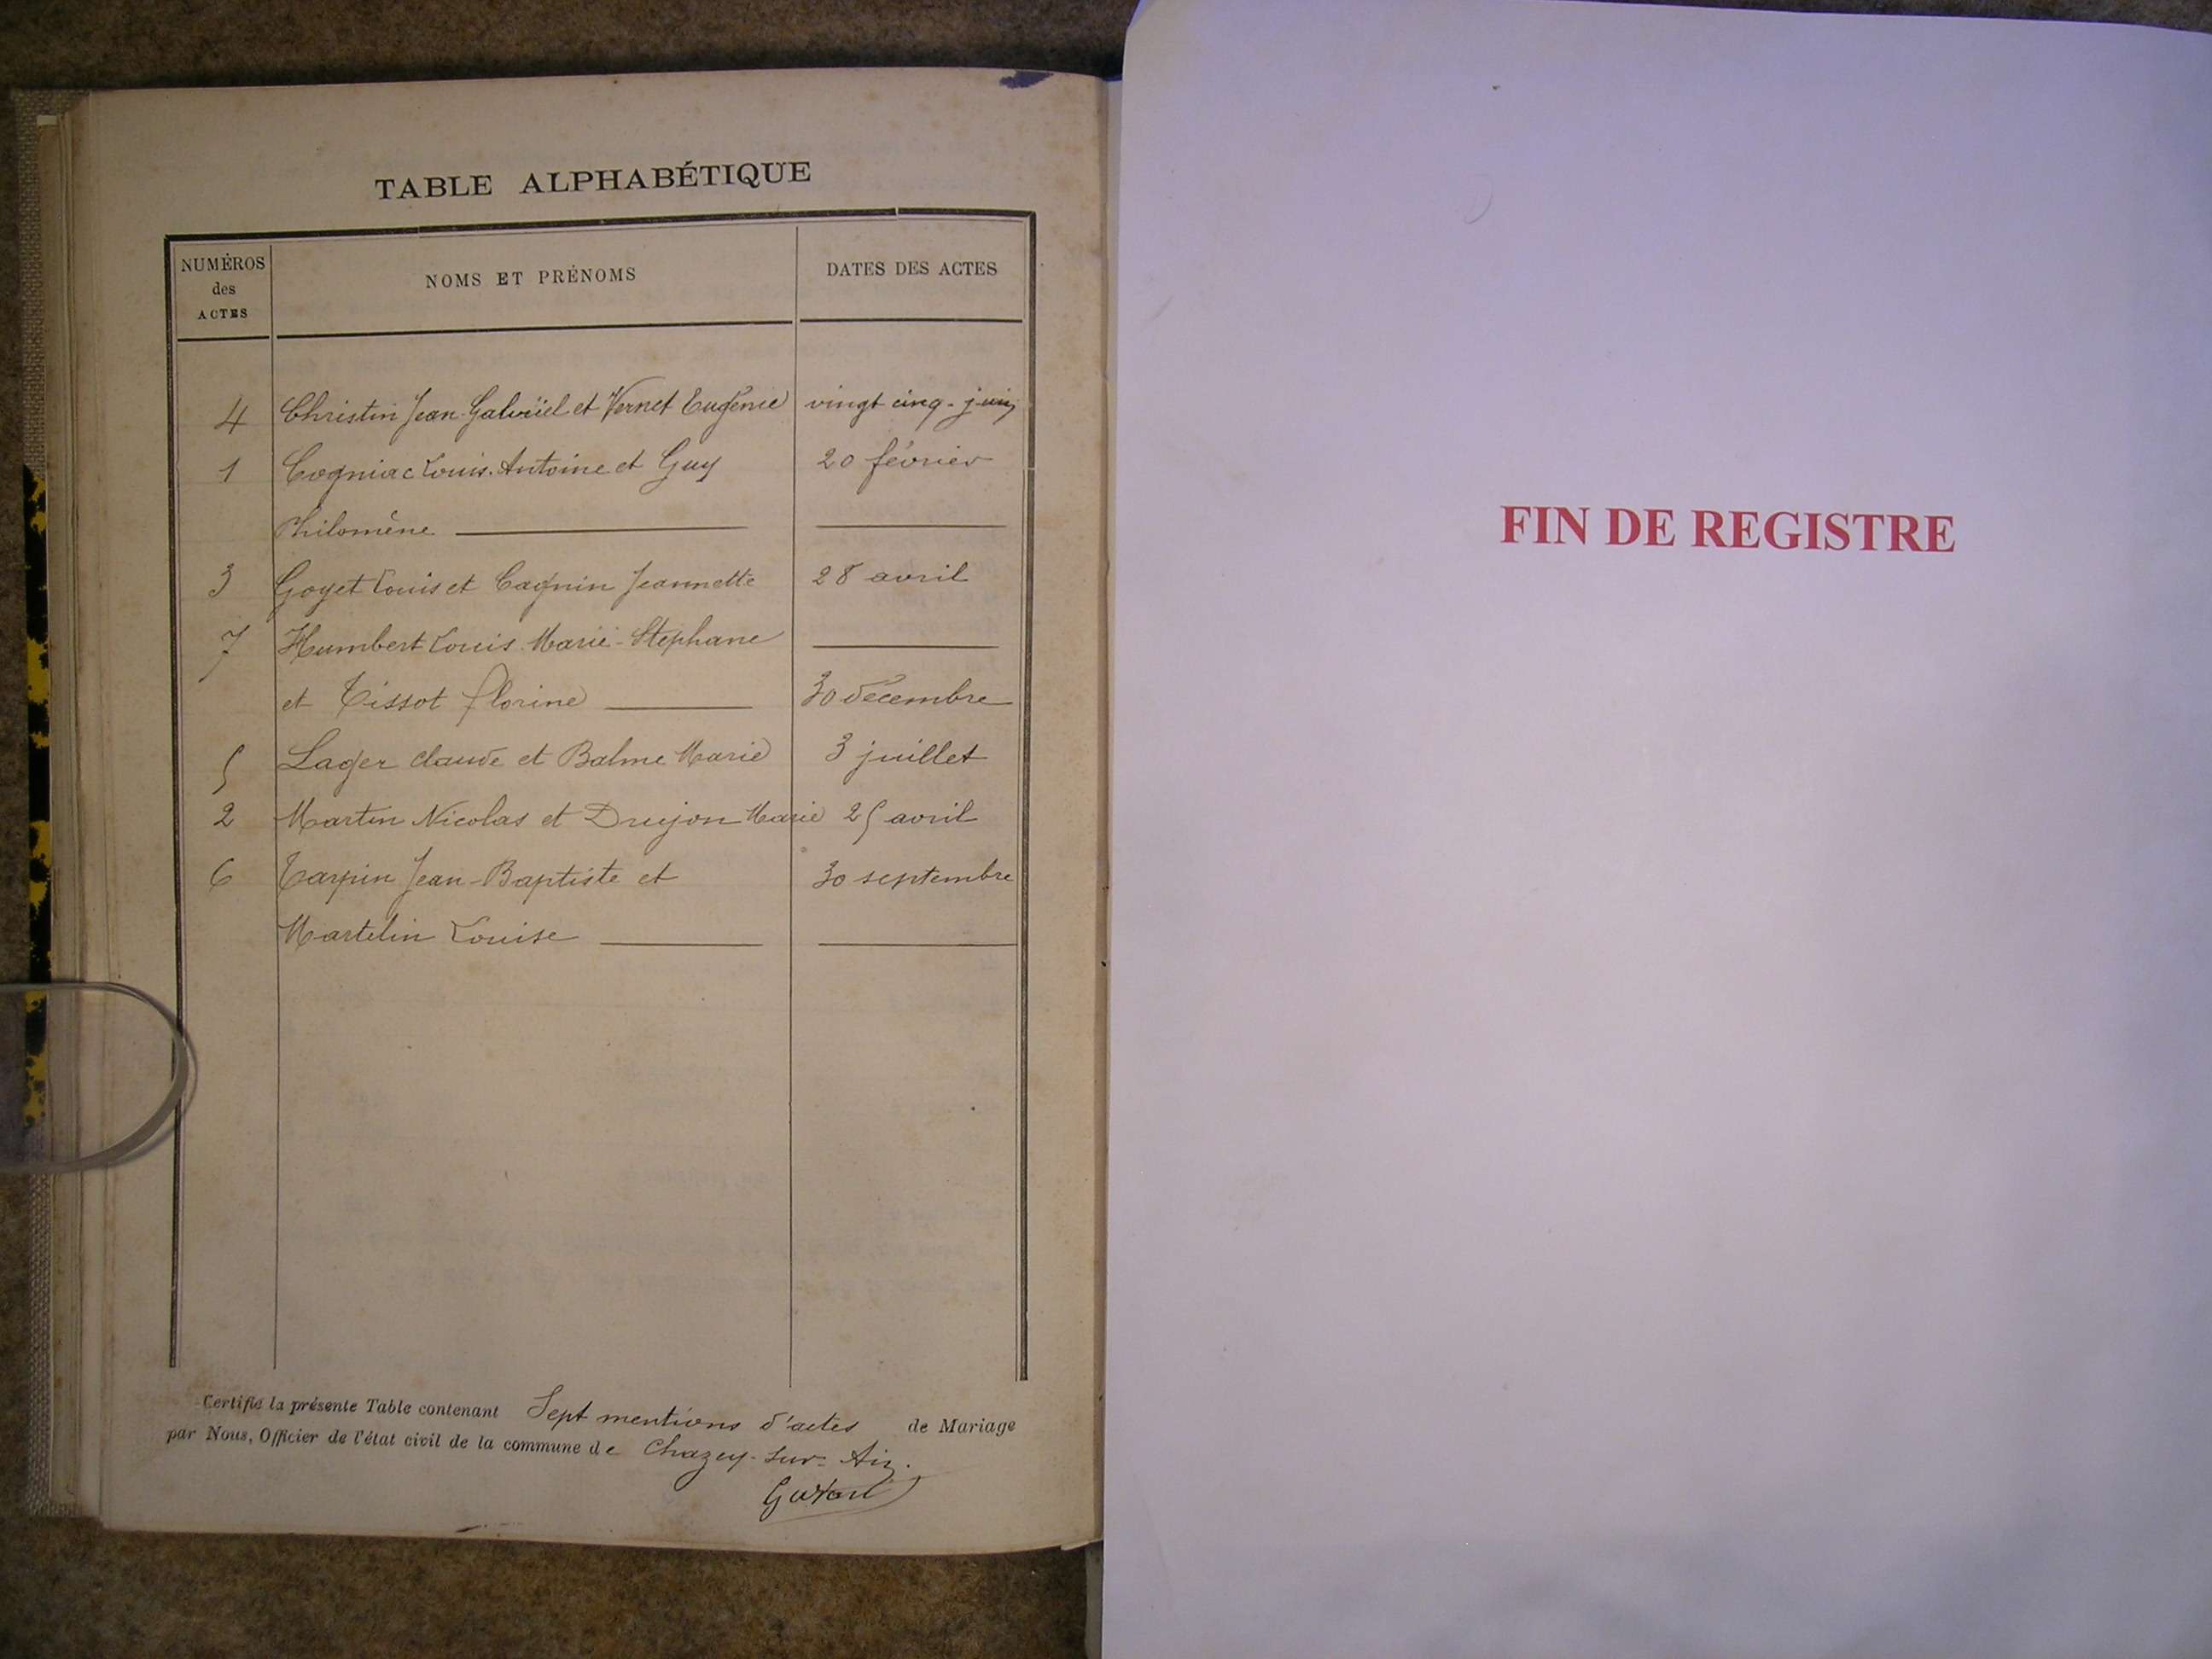 TABLE ALPHABÉTIQUE
NUMÉROS des ACTES
NOMS ET PRÉNOMS
DATES DES ACTES
4 Christin Jean-Gabriel et Vernet Eugénie vingt cinq-juin
1 Cogniac Louis-Antoine et Guy 20 février
Philomène
3 Goyet Louis et Cagnin Jeannette 28 avril
7 Humbert Louis-Marie-Stephane
et Tissot florine 30 décembre
5 Lager claude et Balme Marie 3 juillet
2 Martin Nicolas et Drujon Marie 25 avril
6 Tarpin Jean-Baptiste et 30 septembre
Martelin Louise
Certifié la présente Table contenant Sept mentions d'actes de Mariage
par Nous, Officier de l'état civil de la commune de Chazey-sur-Ain.
FIN DE REGISTRE